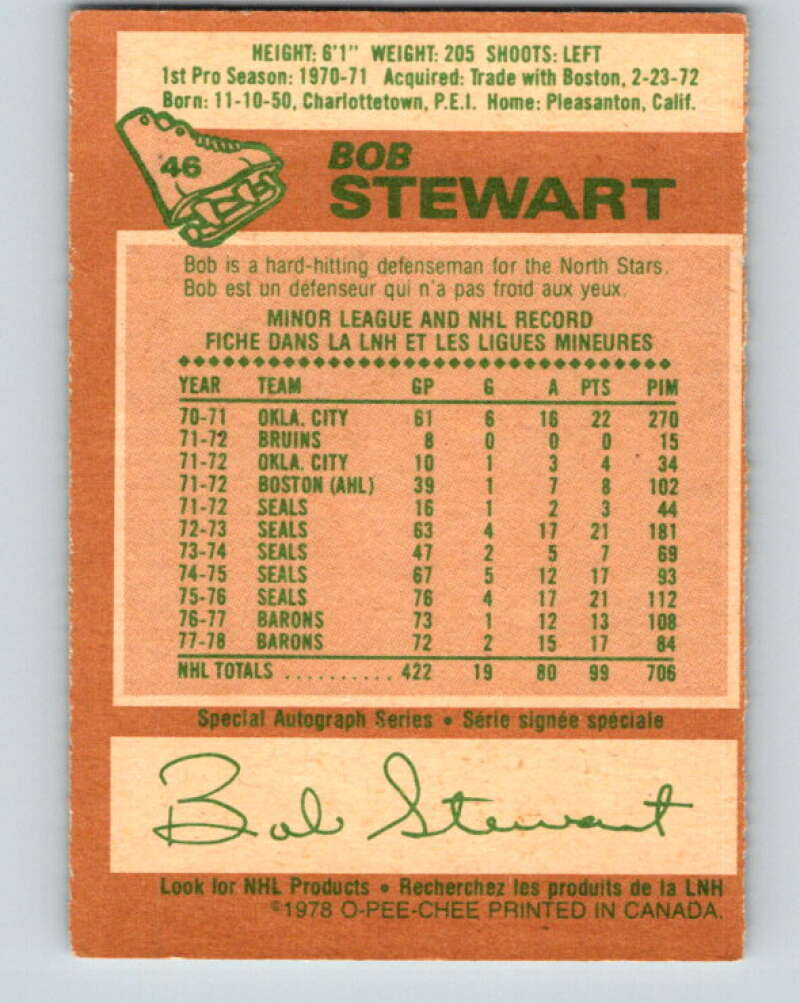 HEIGHT: 6'1" WEIGHT: 205 SHOOTS: LEFT
1st Pro Season: 1970-71 Acquired: Trade with Boston, 2-23-72
Born: 11-10-50, Charlottetown, P.E.I. Home: Pleasanton, Calif.
46
BOB
STEWART
Bob is a hard-hitting defenseman for the North Stars.
Bob est un défenseur qui n'a pas froid aux yeux.
MINOR LEAGUE AND NHL RECORD
FICHE DANS LA LNH ET LES LIGUES MINEURES
YEAR TEAM GP G A PTS PIM
70-71 OKLA. CITY 61 6 16 22 270
71-72 BRUINS 8 0 0 0 15
71-72 OKLA. CITY 10 1 3 4 34
71-72 BOSTON (AHL) 39 1 7 8 102
71-72 SEALS 16 1 2 3 44
72-73 SEALS 63 4 17 21 181
73-74 SEALS 47 2 5 7 69
74-75 SEALS 67 5 12 17 93
75-76 SEALS 76 4 17 21 112
76-77 BARONS 73 1 12 13 108
77-78 BARONS 72 2 15 17 84
NHL TOTALS .......... 422 19 80 99 706
Special Autograph Series • Série signée spéciale
Bob Stewart
Look for NHL Products • Recherchez les produits de la LNH
©1978 O-PEE-CHEE PRINTED IN CANADA.